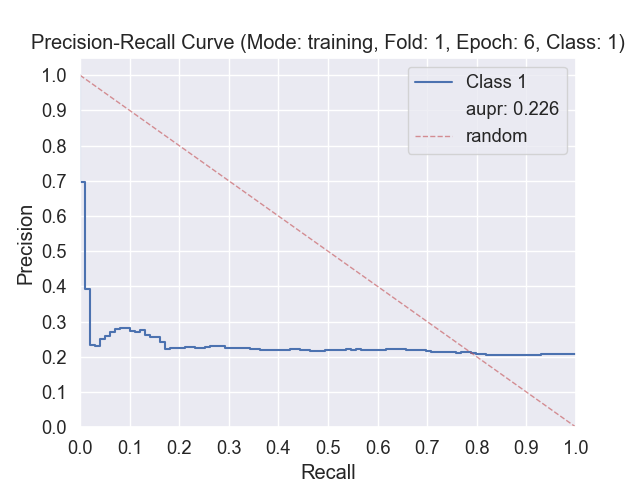 Precision-Recall Curve (Mode: training, Fold: 1, Epoch: 6, Class: 1)
Class 1
aupr: 0.226
random
1.0
0.9
0.8
0.7
0.6
0.5
0.4
0.3
0.2
0.1
0.0
Precision
0.0 0.1 0.2 0.3 0.4 0.5 0.6 0.7 0.8 0.9 1.0
Recall